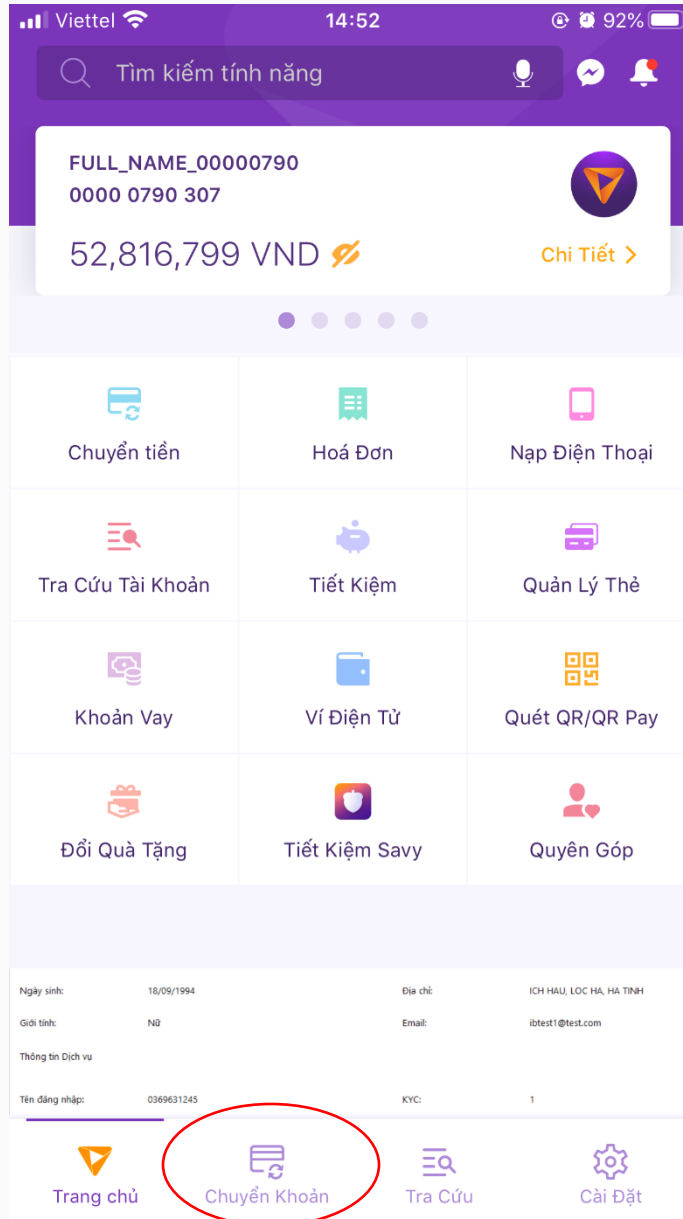 Viettel 14:52 92%
Tìm kiếm tính năng
FULL_NAME_00000790
0000 0790 307
52,816,799 VND Chi Tiết
Chuyển tiền Hoá Đơn Nạp Điện Thoại
Tra Cứu Tài Khoản Tiết Kiệm Quản Lý Thẻ
Khoản Vay Ví Điện Tử Quét QR/QR Pay
Đổi Quà Tặng Tiết Kiệm Savy Quyên Góp
Ngày sinh: 18/09/1994 Địa chỉ: ICH HAU, LOC HA, HA TINH
Giới tính: Nữ Email: ibtest1@test.com
Thông tin Dịch vụ
Tên đăng nhập: 0369631245 KYC: 1
Trang chủ Chuyển Khoản Tra Cứu Cài Đặt